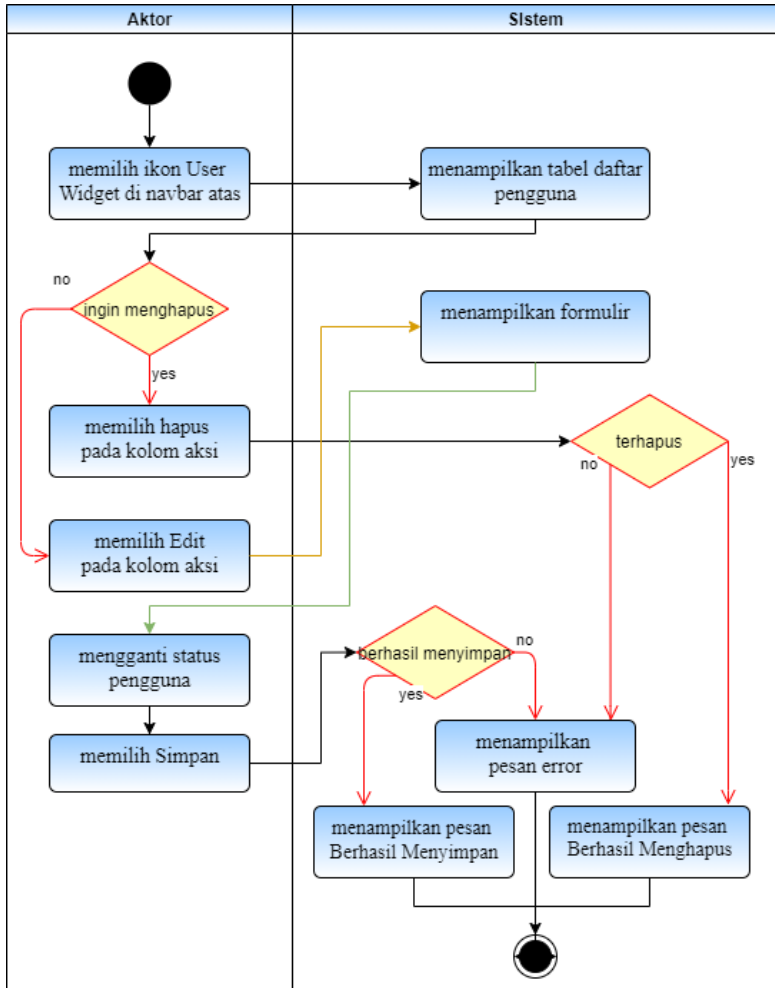 Aktor
Sistem
memilih ikon User
Widget di navbar atas
menampilkan tabel daftar
pengguna
no
ingin menghapus
yes
menampilkan formulir
memilih hapus
pada kolom aksi
terhapus
no
yes
memilih Edit
pada kolom aksi
mengganti status
pengguna
berhasil menyimpan
no
yes
memilih Simpan
menampilkan
pesan error
menampilkan pesan
Berhasil Menyimpan
menampilkan pesan
Berhasil Menghapus